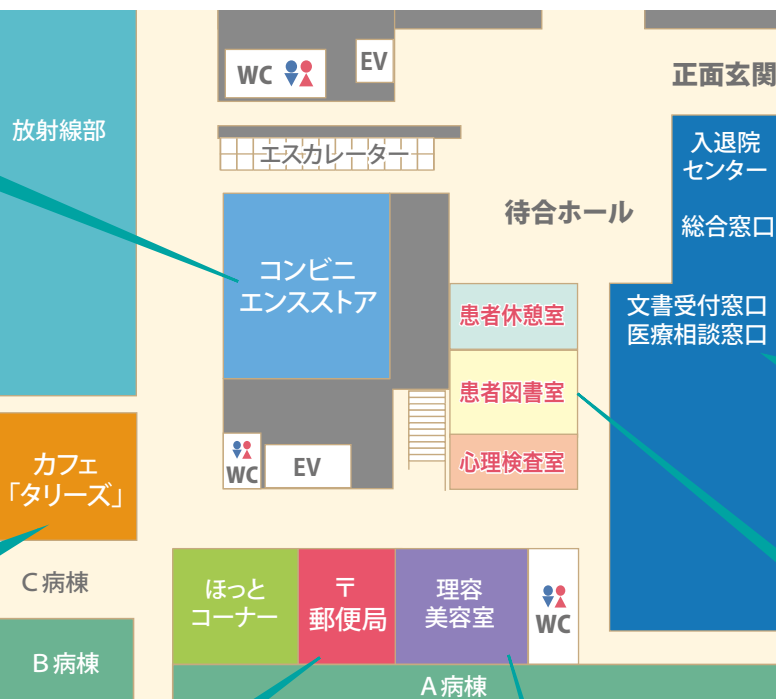 WC
EV
正面玄関
放射線部
エスカレーター
入退院
センター
待合ホール
総合窓口
コンビニ
エンスストア
患者休憩室
文書受付窓口
医療相談窓口
患者図書室
心理検査室
カフェ
「タリーズ」
WC
EV
C病棟
ほっと
コーナー
〒
郵便局
理容
美容室
WC
B病棟
A病棟